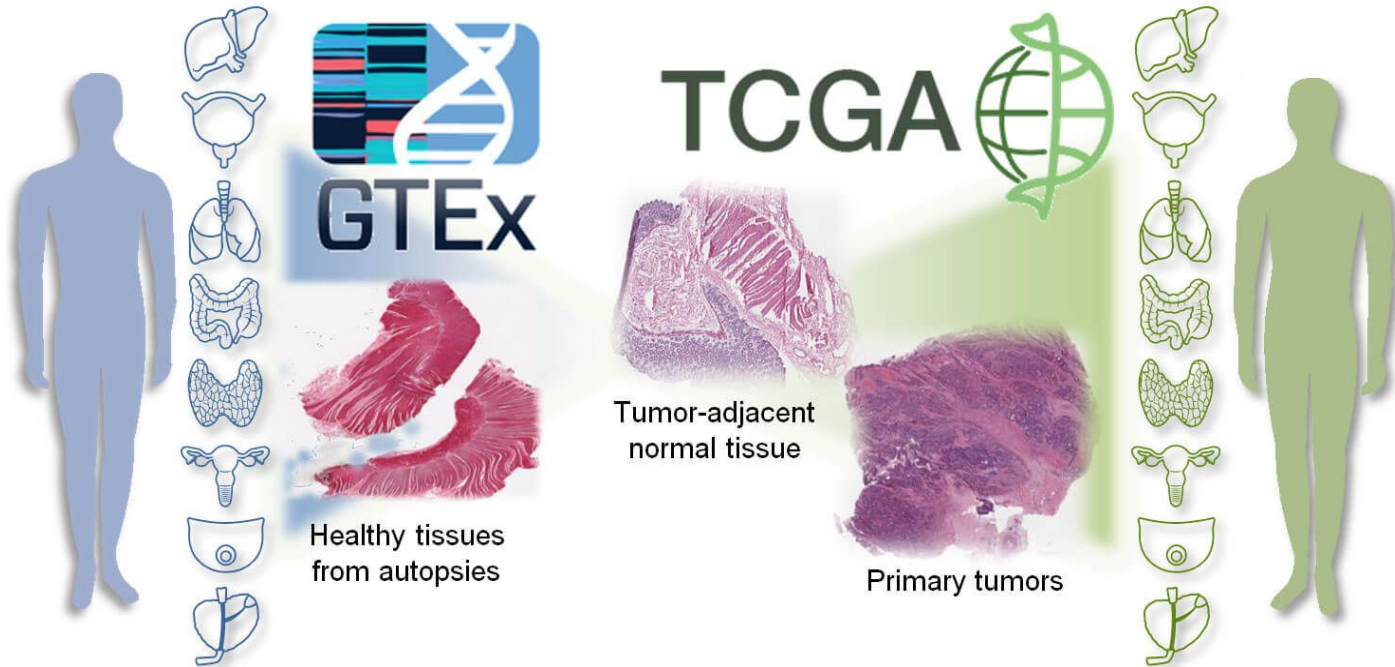 GTEx
TCGA
Healthy tissues
from autopsies
Tumor-adjacent
normal tissue
Primary tumors